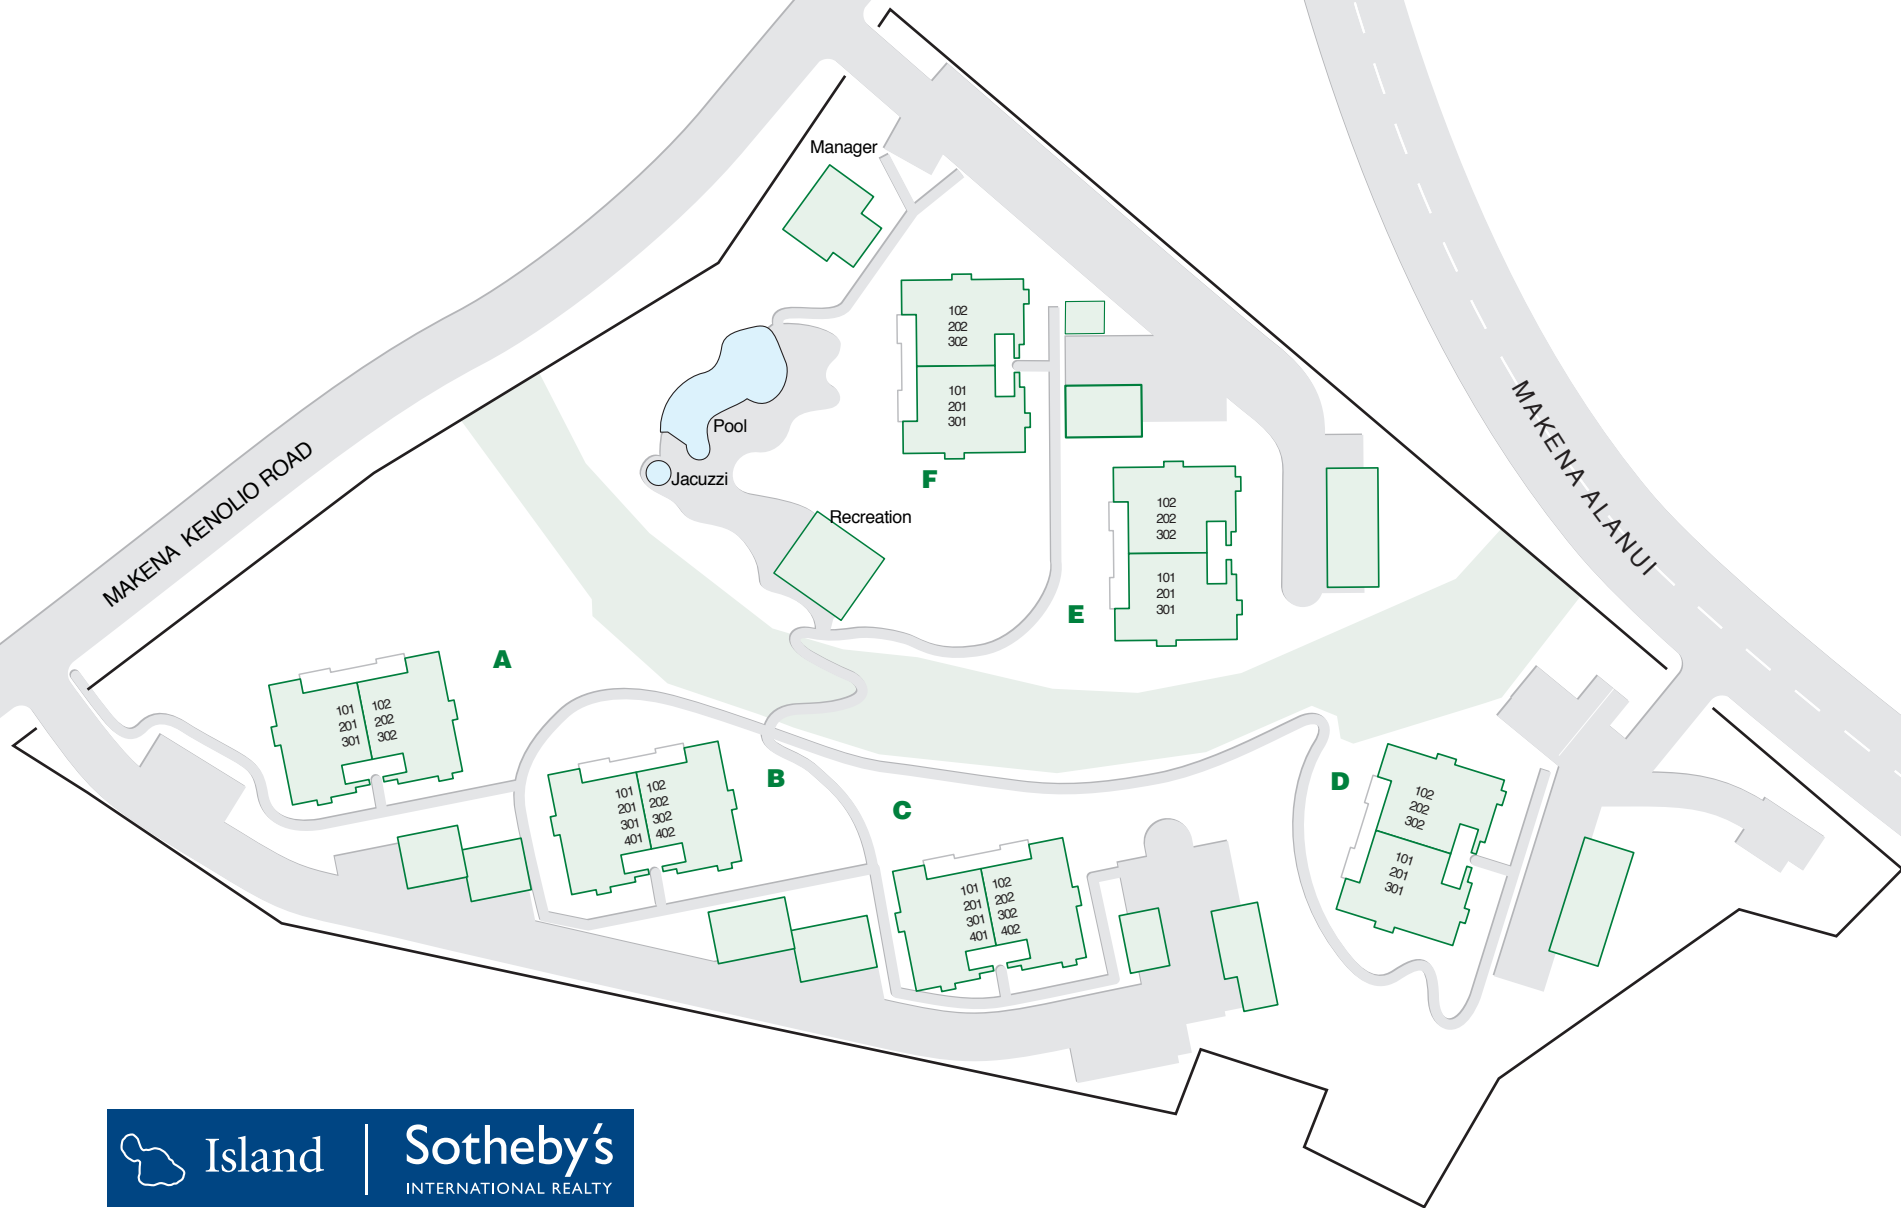 Manager
102
202
302
101
201
301
F
Pool
Jacuzzi
Recreation
102
202
302
101
201
301
E
MAKENA KENOLIO ROAD
MAKENA ALANUI
A
101
201
301
102
202
302
B
101
201
301
401
102
202
302
402
C
101
201
301
401
102
202
302
402
D
102
202
302
101
201
301
Island
Sotheby's
INTERNATIONAL REALTY